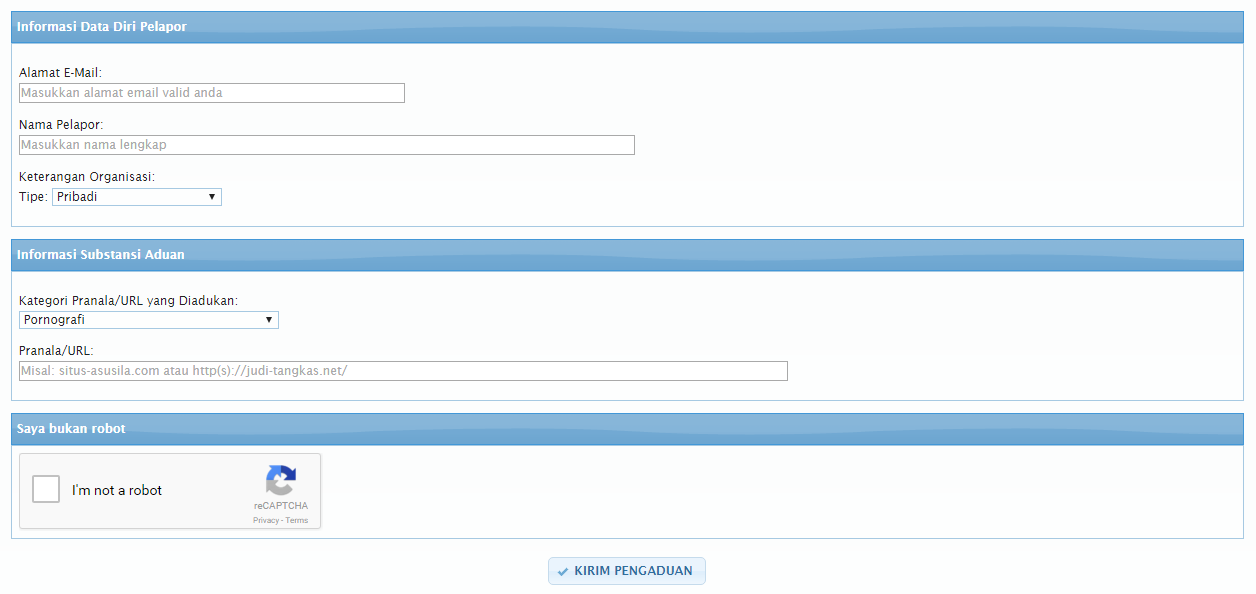 Informasi Data Diri Pelapor
Alamat E-Mail:
Masukkan alamat email valid anda
Nama Pelapor:
Masukkan nama lengkap
Keterangan Organisasi:
Tipe: Pribadi
Informasi Substansi Aduan
Kategori Pranala/URL yang Diadukan:
Pornografi
Pranala/URL:
Misal: situs-asusila.com atau http(s)://judi-tangkas.net/
Saya bukan robot
I'm not a robot
reCAPTCHA
Privacy - Terms
KIRIM PENGADUAN